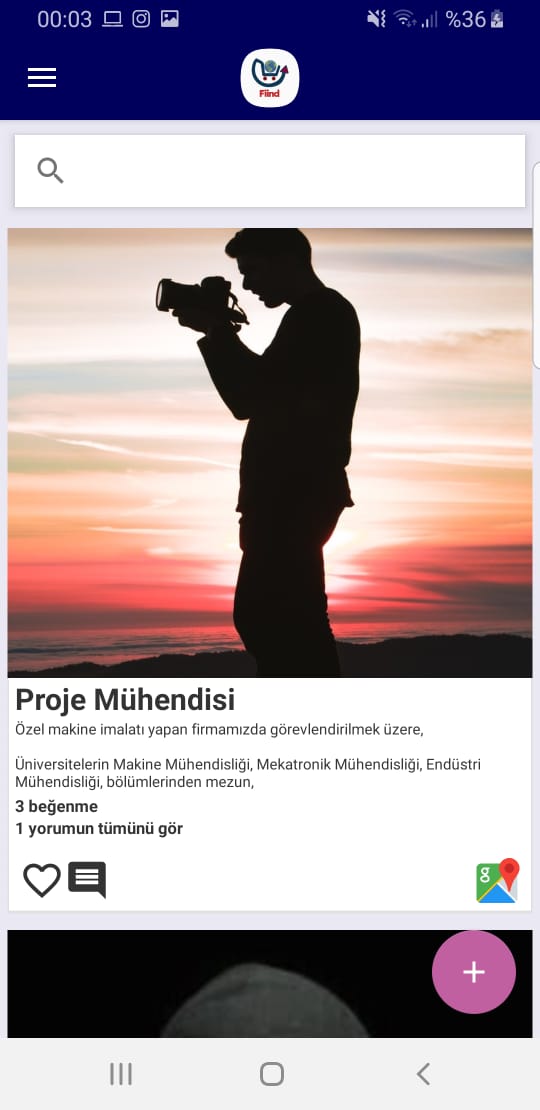 00:03 %36
Fiind
Proje Mühendisi
Özel makine imalatı yapan firmamızda görevlendirilmek üzere,
Üniversitelerin Makine Mühendisliği, Mekatronik Mühendisliği, Endüstri
Mühendisliği, bölümlerinden mezun,
3 beğenme
1 yorumun tümünü gör
g
+